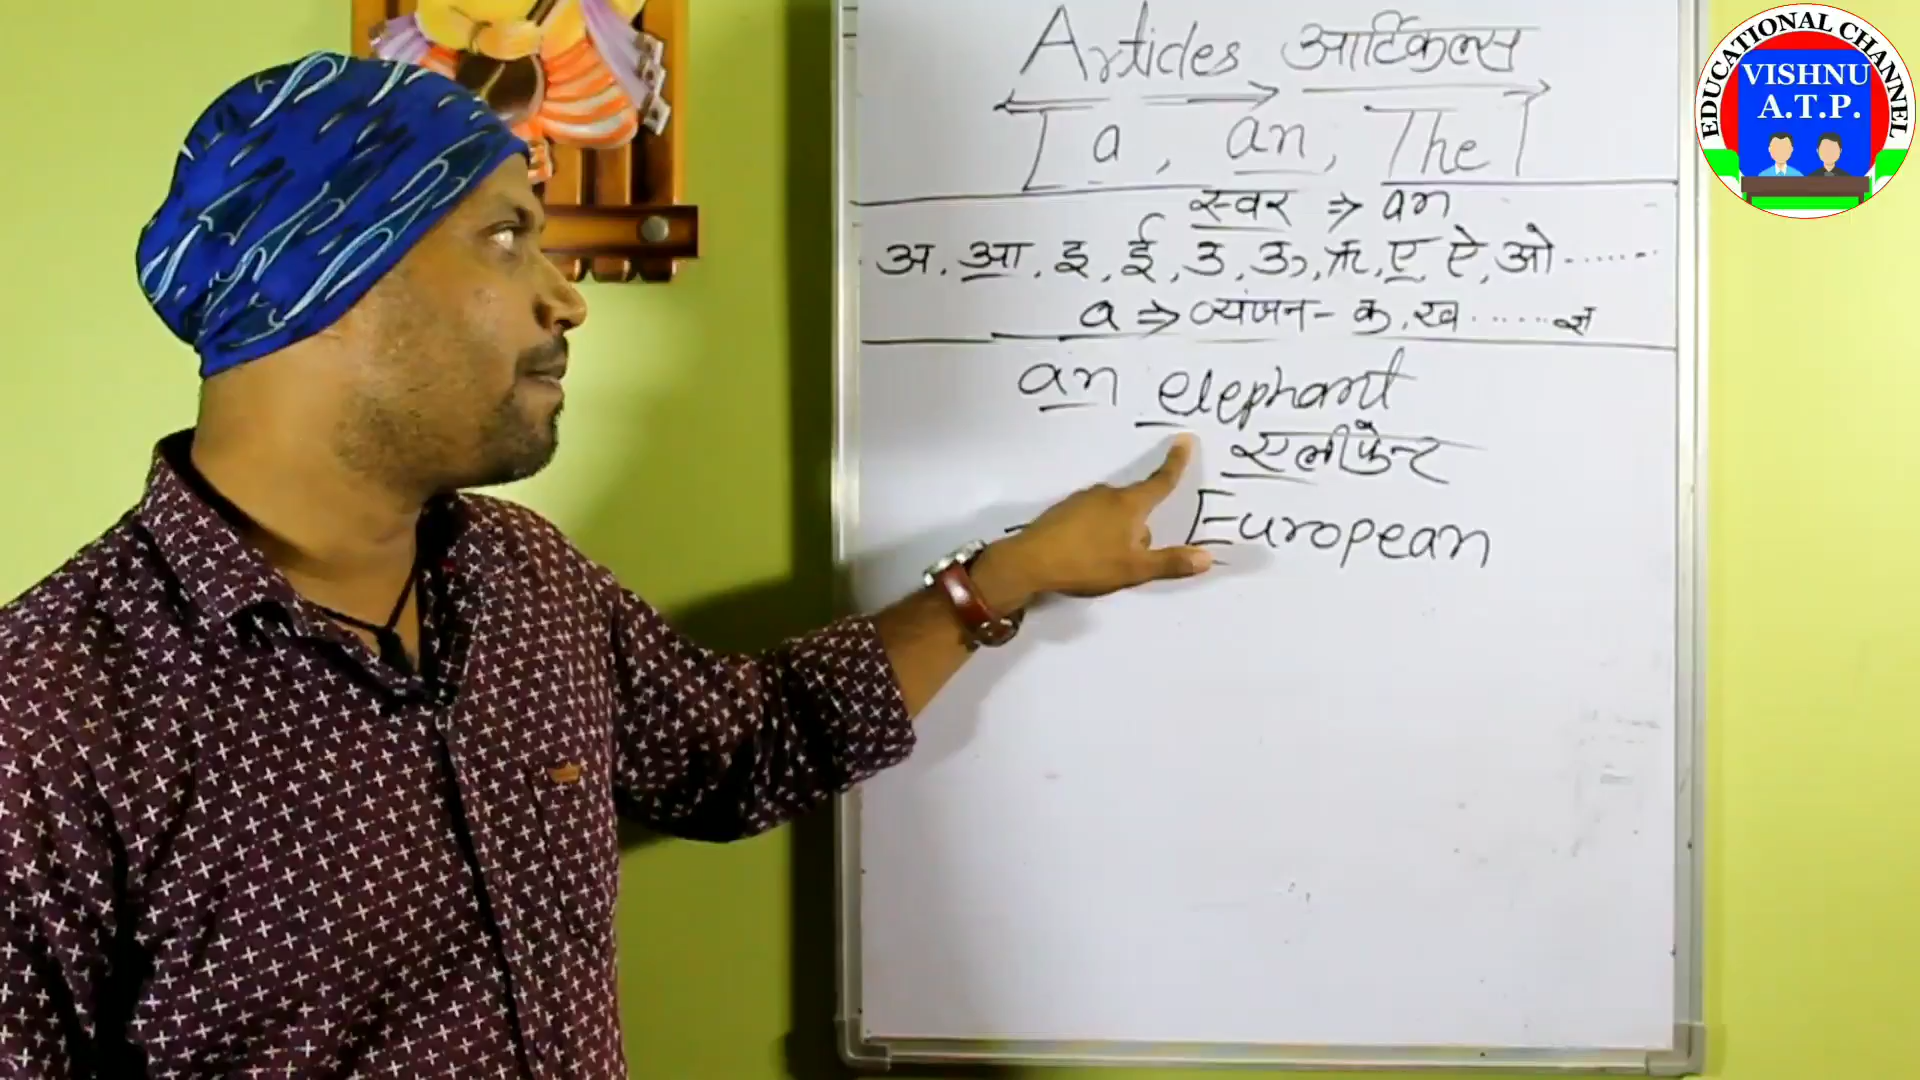 Articles आर्टिकल्स
[a, an, The]
स्वर ⇒ an
अ, आ, इ, ई, उ, ऊ, ऋ, ए, ऐ, ओ ......
a ⇒ व्यंजन - क, ख ...... ज्ञ
an elephant
एलीफेन्ट
European
EDUCATIONAL CHANNEL
VISHNU
A.T.P.